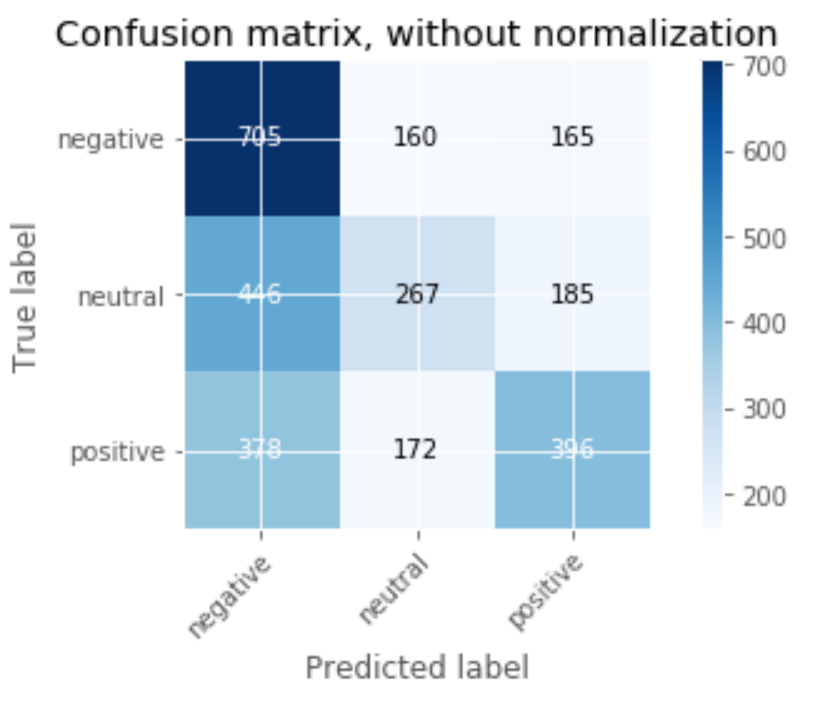 Confusion matrix, without normalization
700
negative 705 160 165
600
500
neutral 446 267 185
400
300
positive 378 172 396
200
negative neutral positive
True label
Predicted label